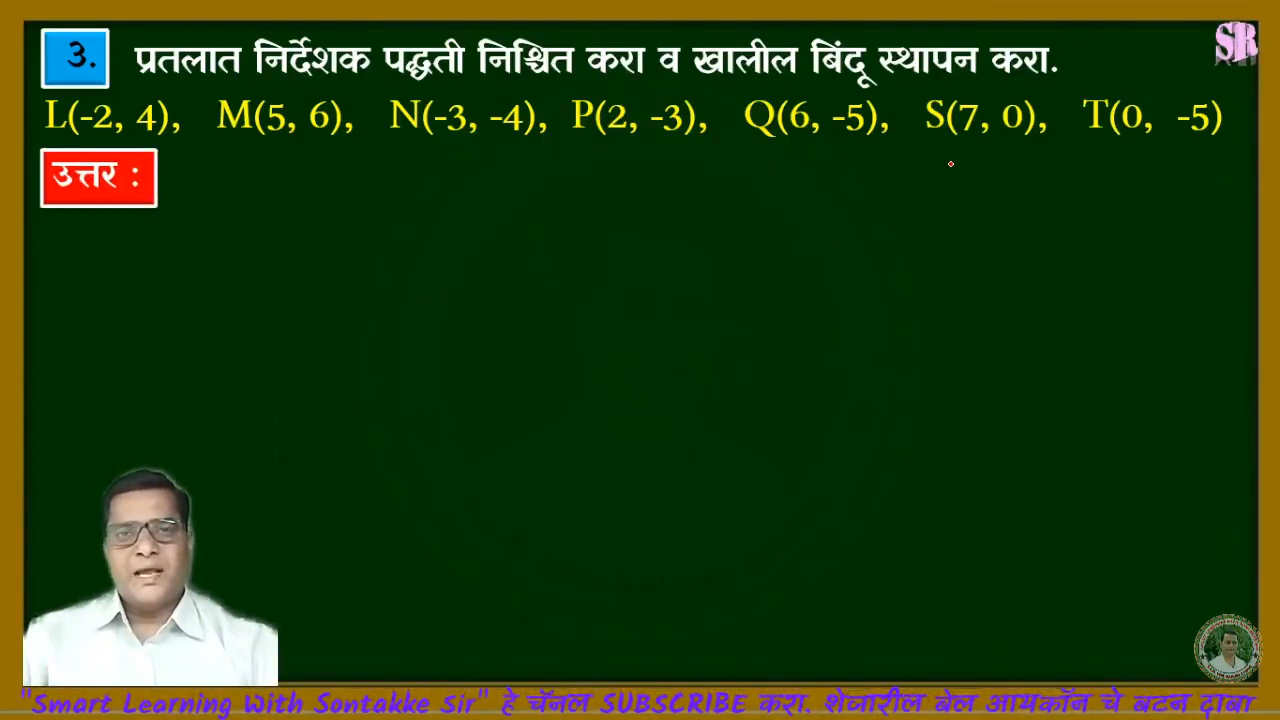 3. प्रतलात निर्देशक पद्धती निश्चित करा व खालील बिंदू स्थापन करा.
SR
L(-2, 4), M(5, 6), N(-3, -4), P(2, -3), Q(6, -5), S(7, 0), T(0, -5)
उत्तर :
"Smart Learning With Sontakke Sir" हे चॅनल SUBSCRIBE करा. शेजारील बेल आयकॉन चे बटन दाबा